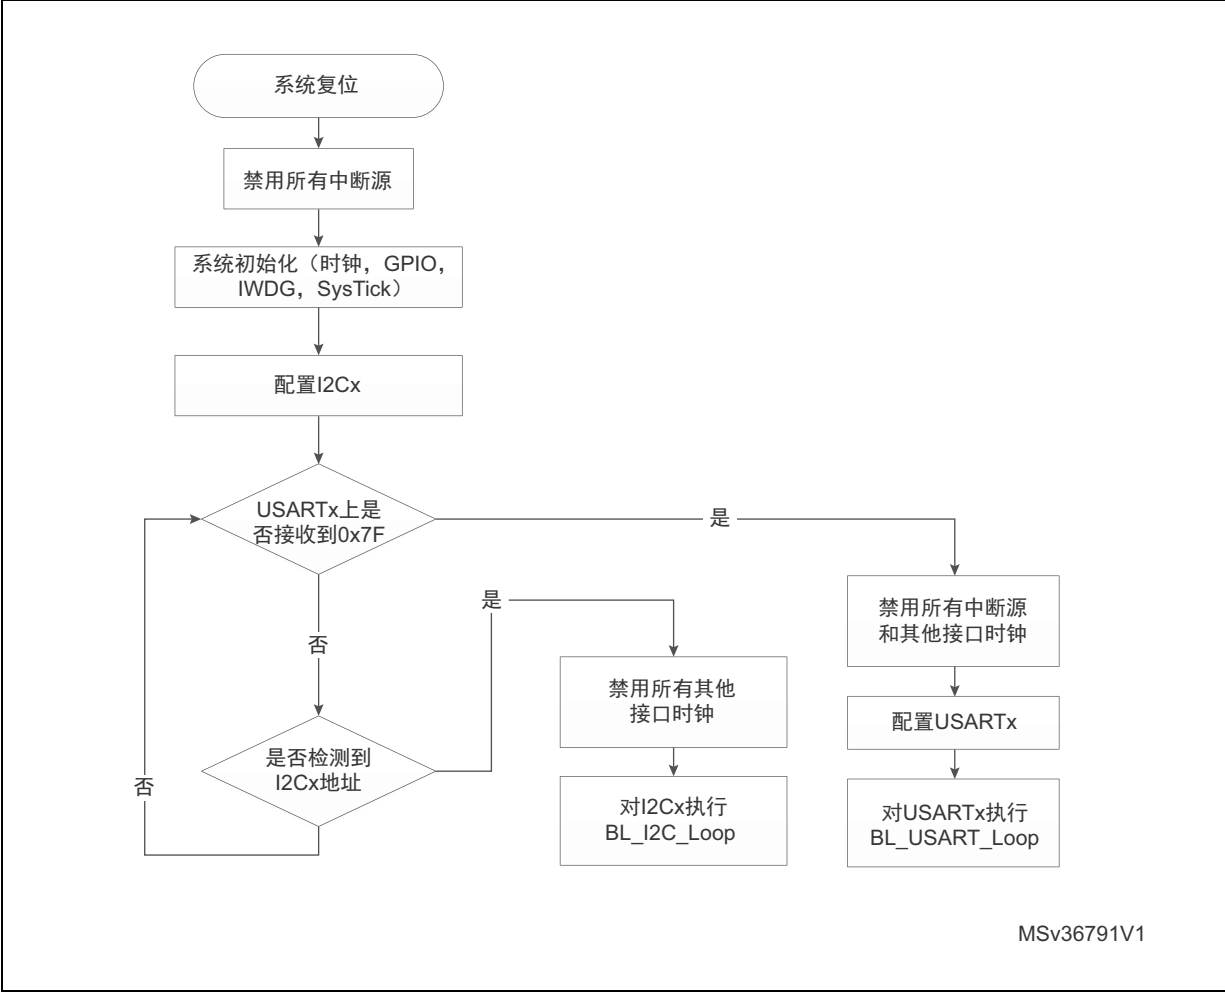 系统复位
禁用所有中断源
系统初始化（时钟，GPIO，
IWDG，SysTick）
配置I2Cx
USARTx上是
否接收到0x7F
是
否
是
禁用所有中断源
和其他接口时钟
禁用所有其他
接口时钟
配置USARTx
是否检测到
I2Cx地址
否
对I2Cx执行
BL_I2C_Loop
对USARTx执行
BL_USART_Loop
MSv36791V1